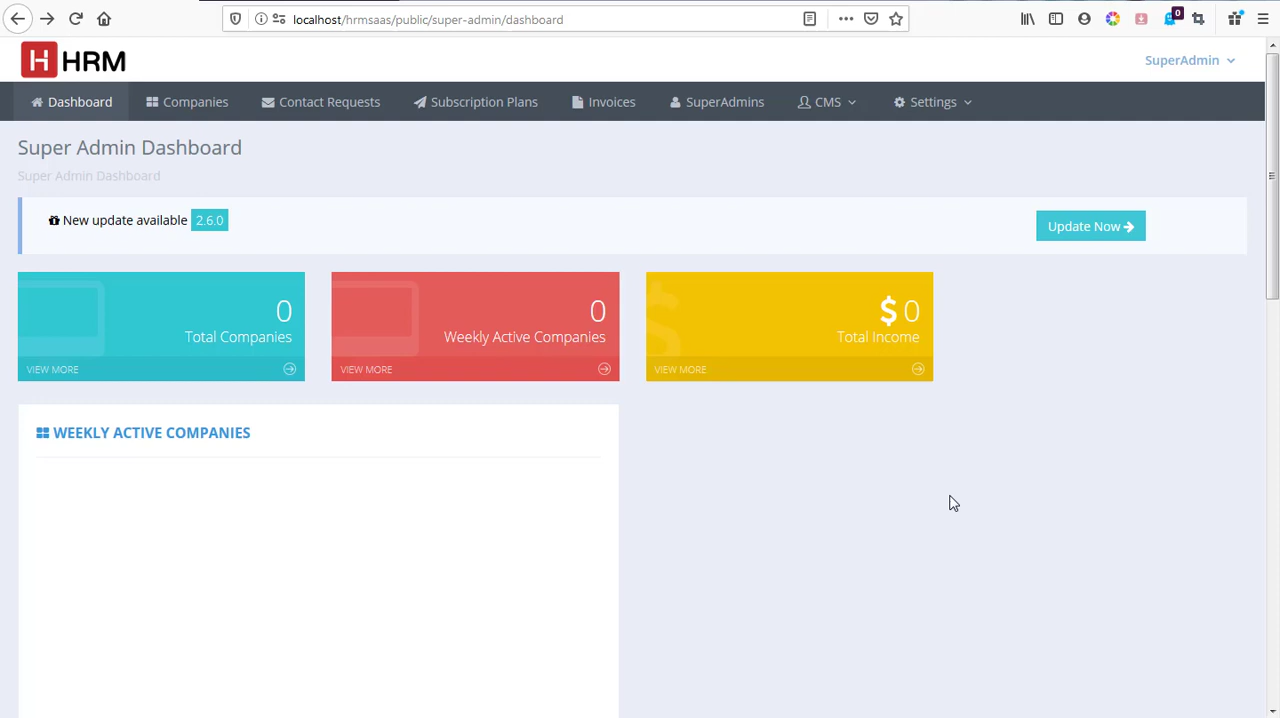 localhost/hrmsaas/public/super-admin/dashboard
0
H HRM
SuperAdmin
Dashboard
Companies
Contact Requests
Subscription Plans
Invoices
SuperAdmins
CMS
Settings
Super Admin Dashboard
Super Admin Dashboard
New update available 2.6.0
Update Now
0
Total Companies
VIEW MORE
0
Weekly Active Companies
VIEW MORE
$ 0
Total Income
VIEW MORE
WEEKLY ACTIVE COMPANIES